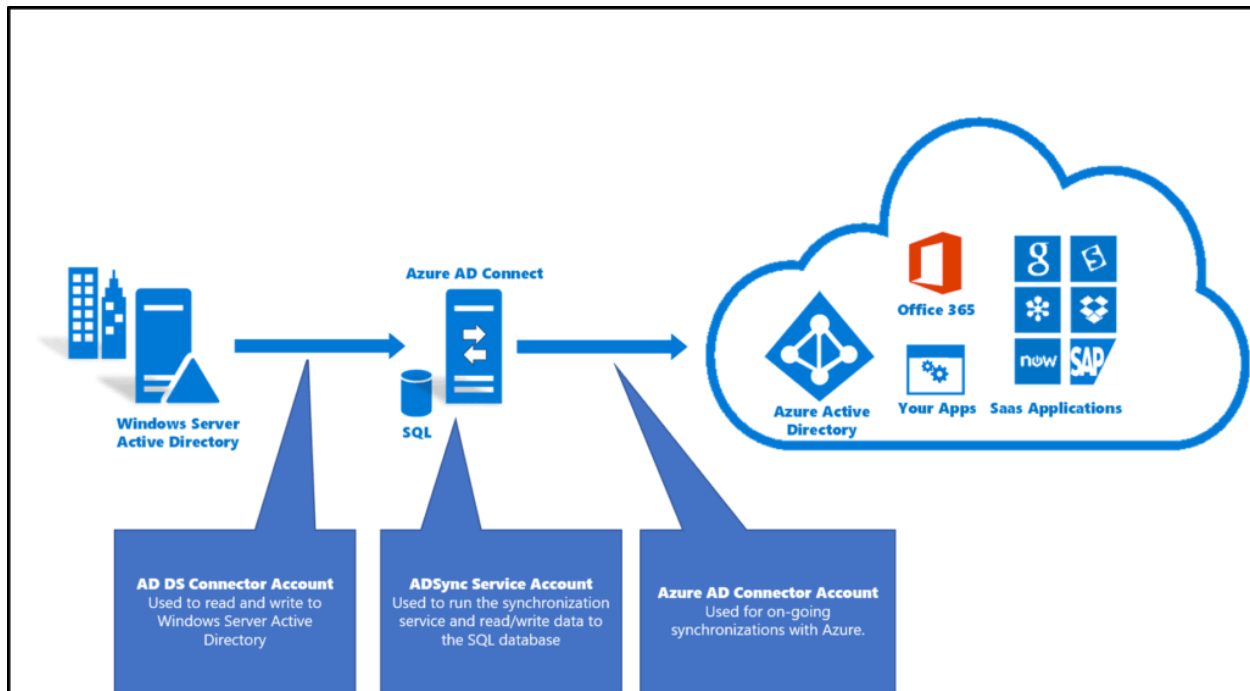 Azure AD Connect
Windows Server
Active Directory
SQL
Azure Active
Directory
Office 365
Your Apps
g
now
SAP
Saas Applications
AD DS Connector Account
Used to read and write to
Windows Server Active
Directory
ADSync Service Account
Used to run the synchronization
service and read/write data to
the SQL database
Azure AD Connector Account
Used for on-going
synchronizations with Azure.